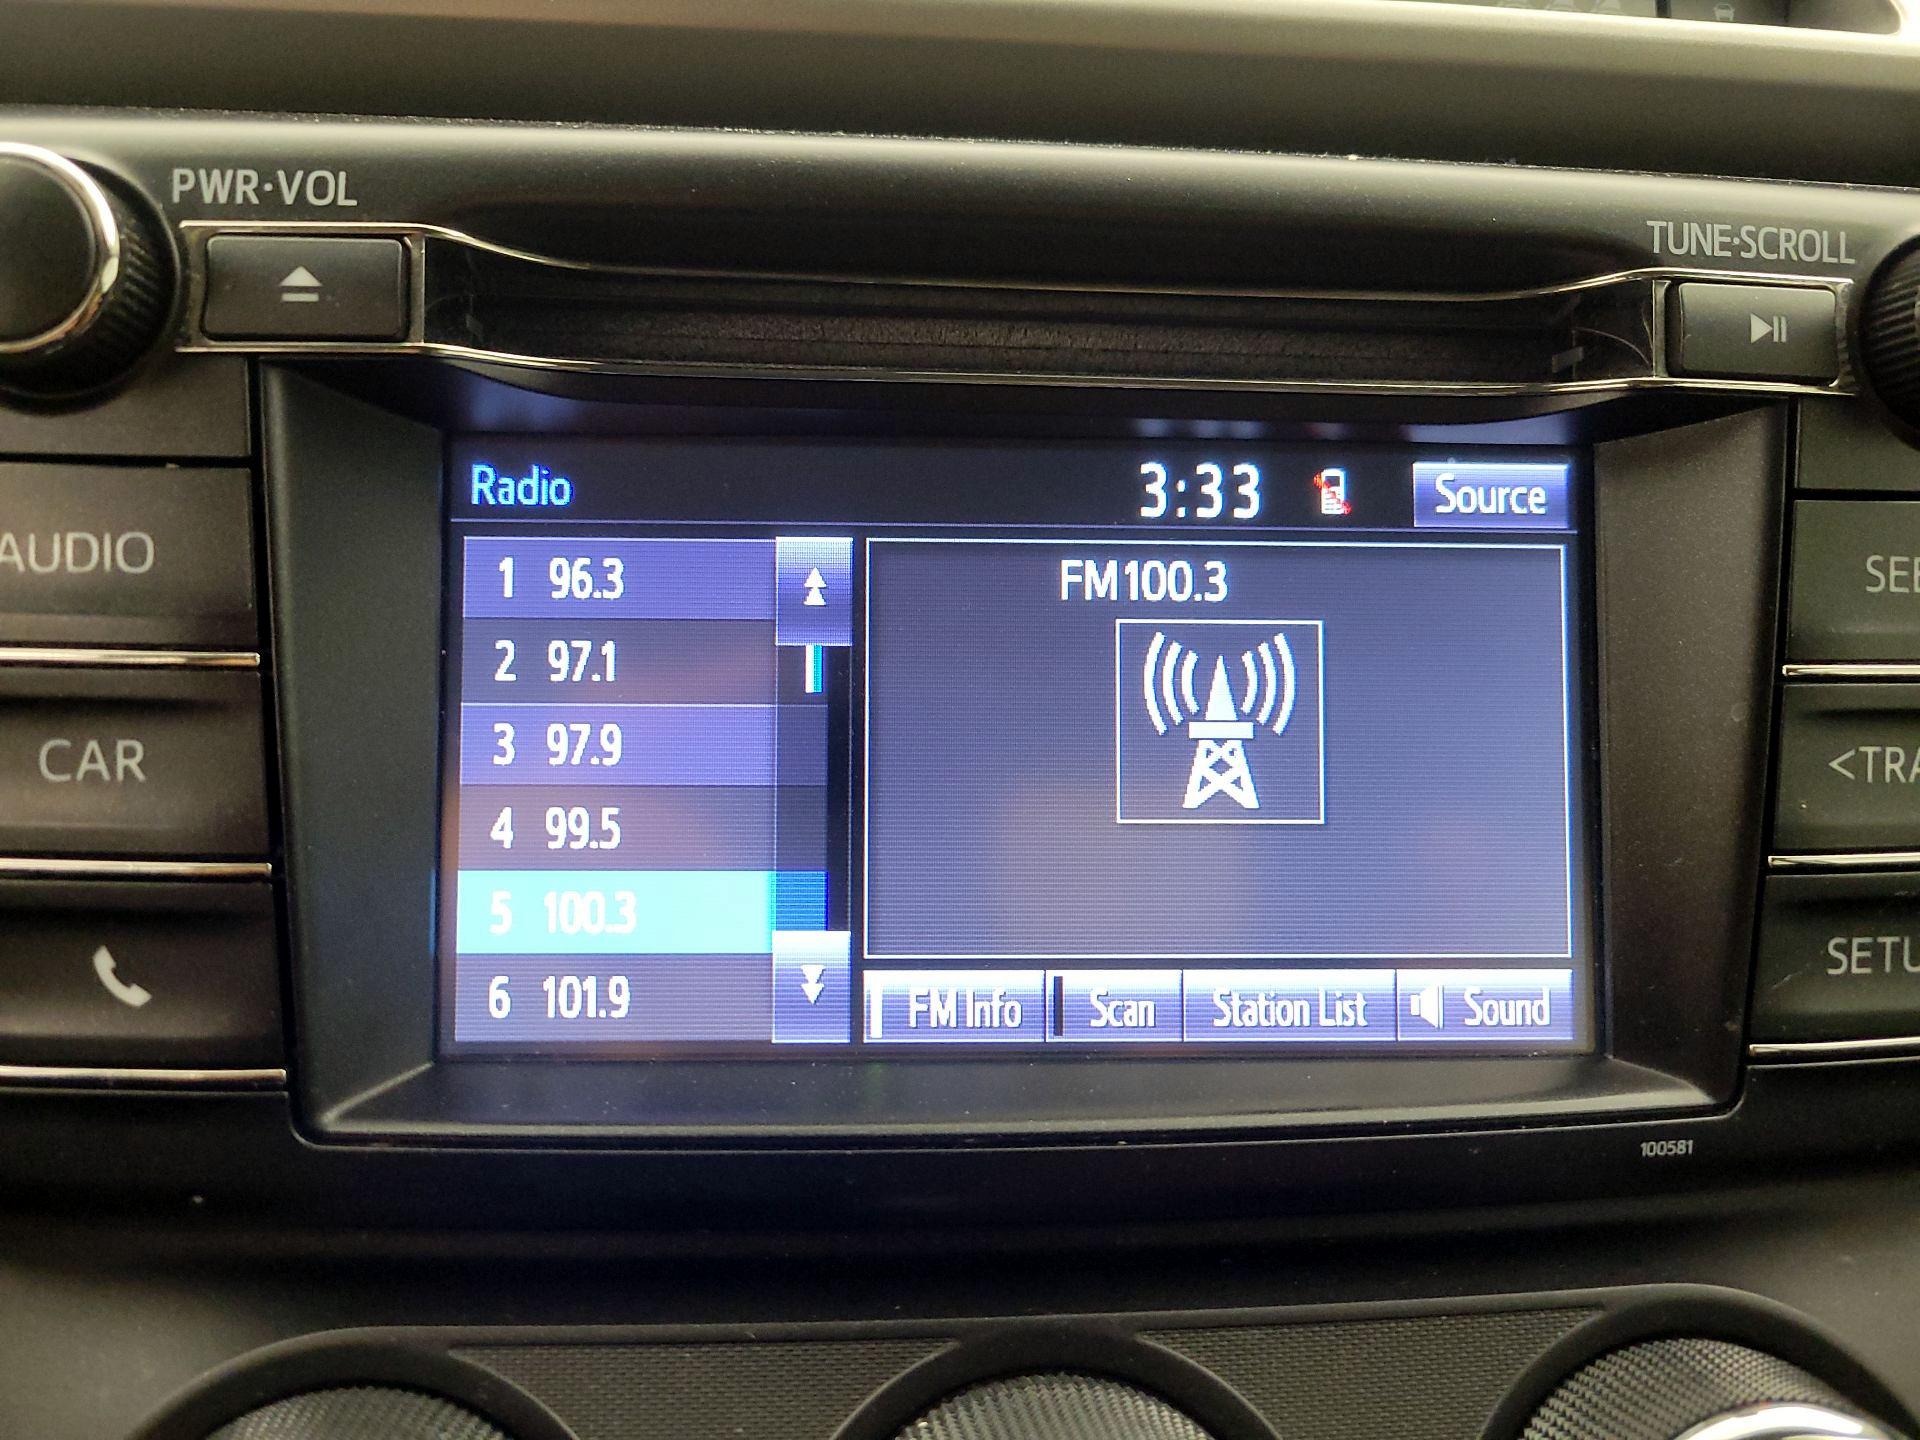 PWR·VOL
TUNE·SCROLL
AUDIO
CAR
Radio
3:33
Source
1 96.3
2 97.1
3 97.9
4 99.5
5 100.3
6 101.9
FM100.3
FM Info
Scan
Station List
Sound
100581